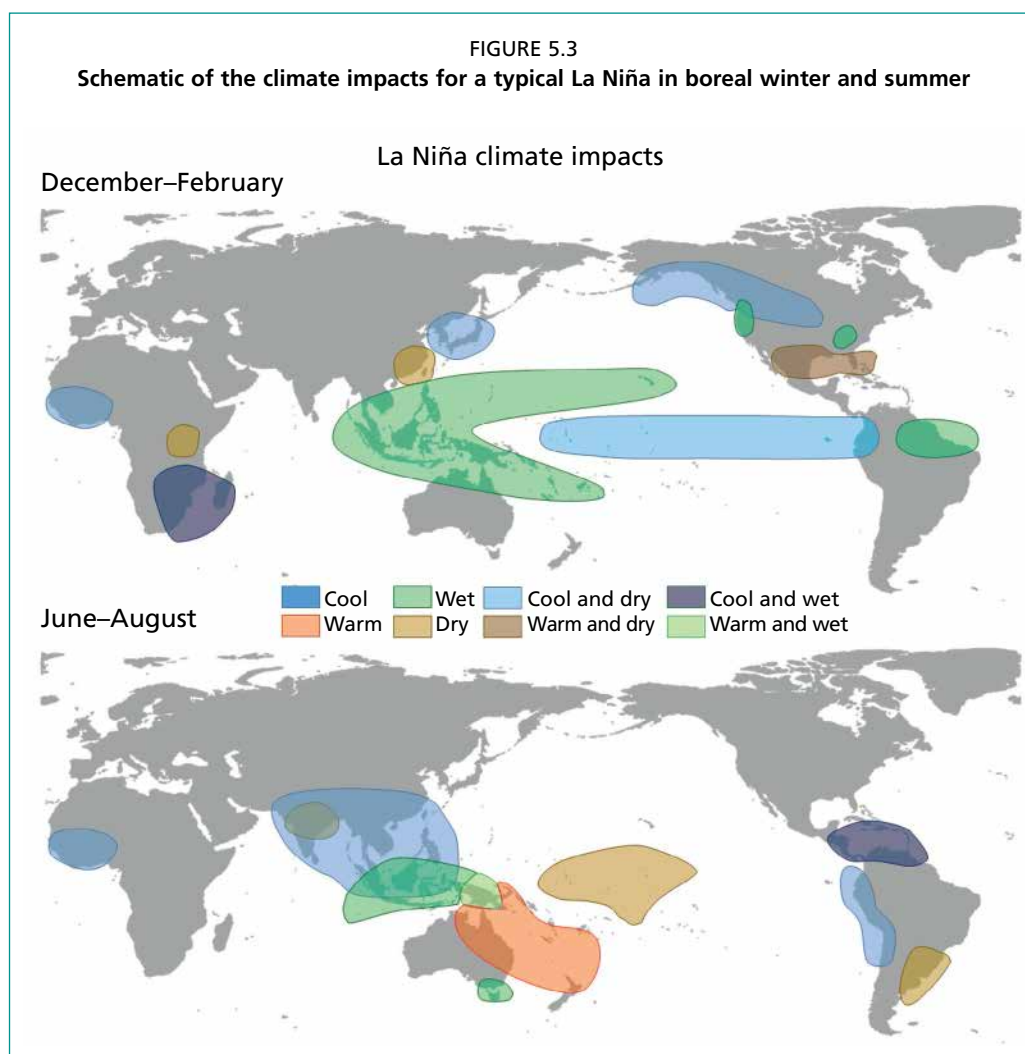 FIGURE 5.3
Schematic of the climate impacts for a typical La Niña in boreal winter and summer
La Niña climate impacts
December–February
Cool Wet Cool and dry Cool and wet
June–August
Warm Dry Warm and dry Warm and wet